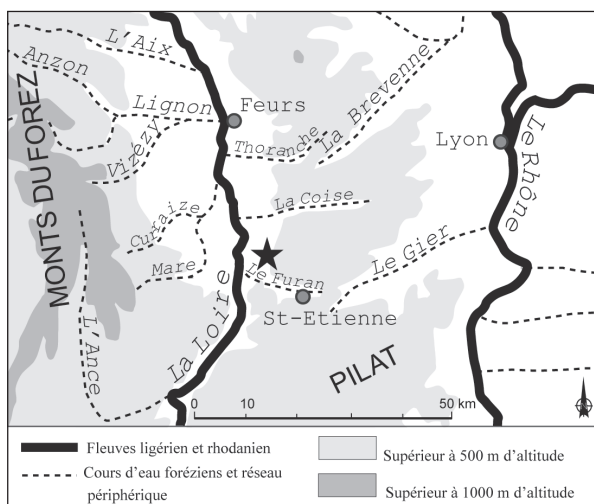 L'Aix
Anzon
Lignon
Feurs
Vizezy
Thoranche
La Brevenne
Lyon
Le Rhône
MONTS DU FOREZ
Curraize
La Coise
Mare
Le Furan
Le Gier
St-Etienne
L'Ance
La Loire
PILAT
0 10 50 km
Fleuves ligérien et rhodanien
Cours d'eau foréziens et réseau
périphérique
Supérieur à 500 m d'altitude
Supérieur à 1000 m d'altitude